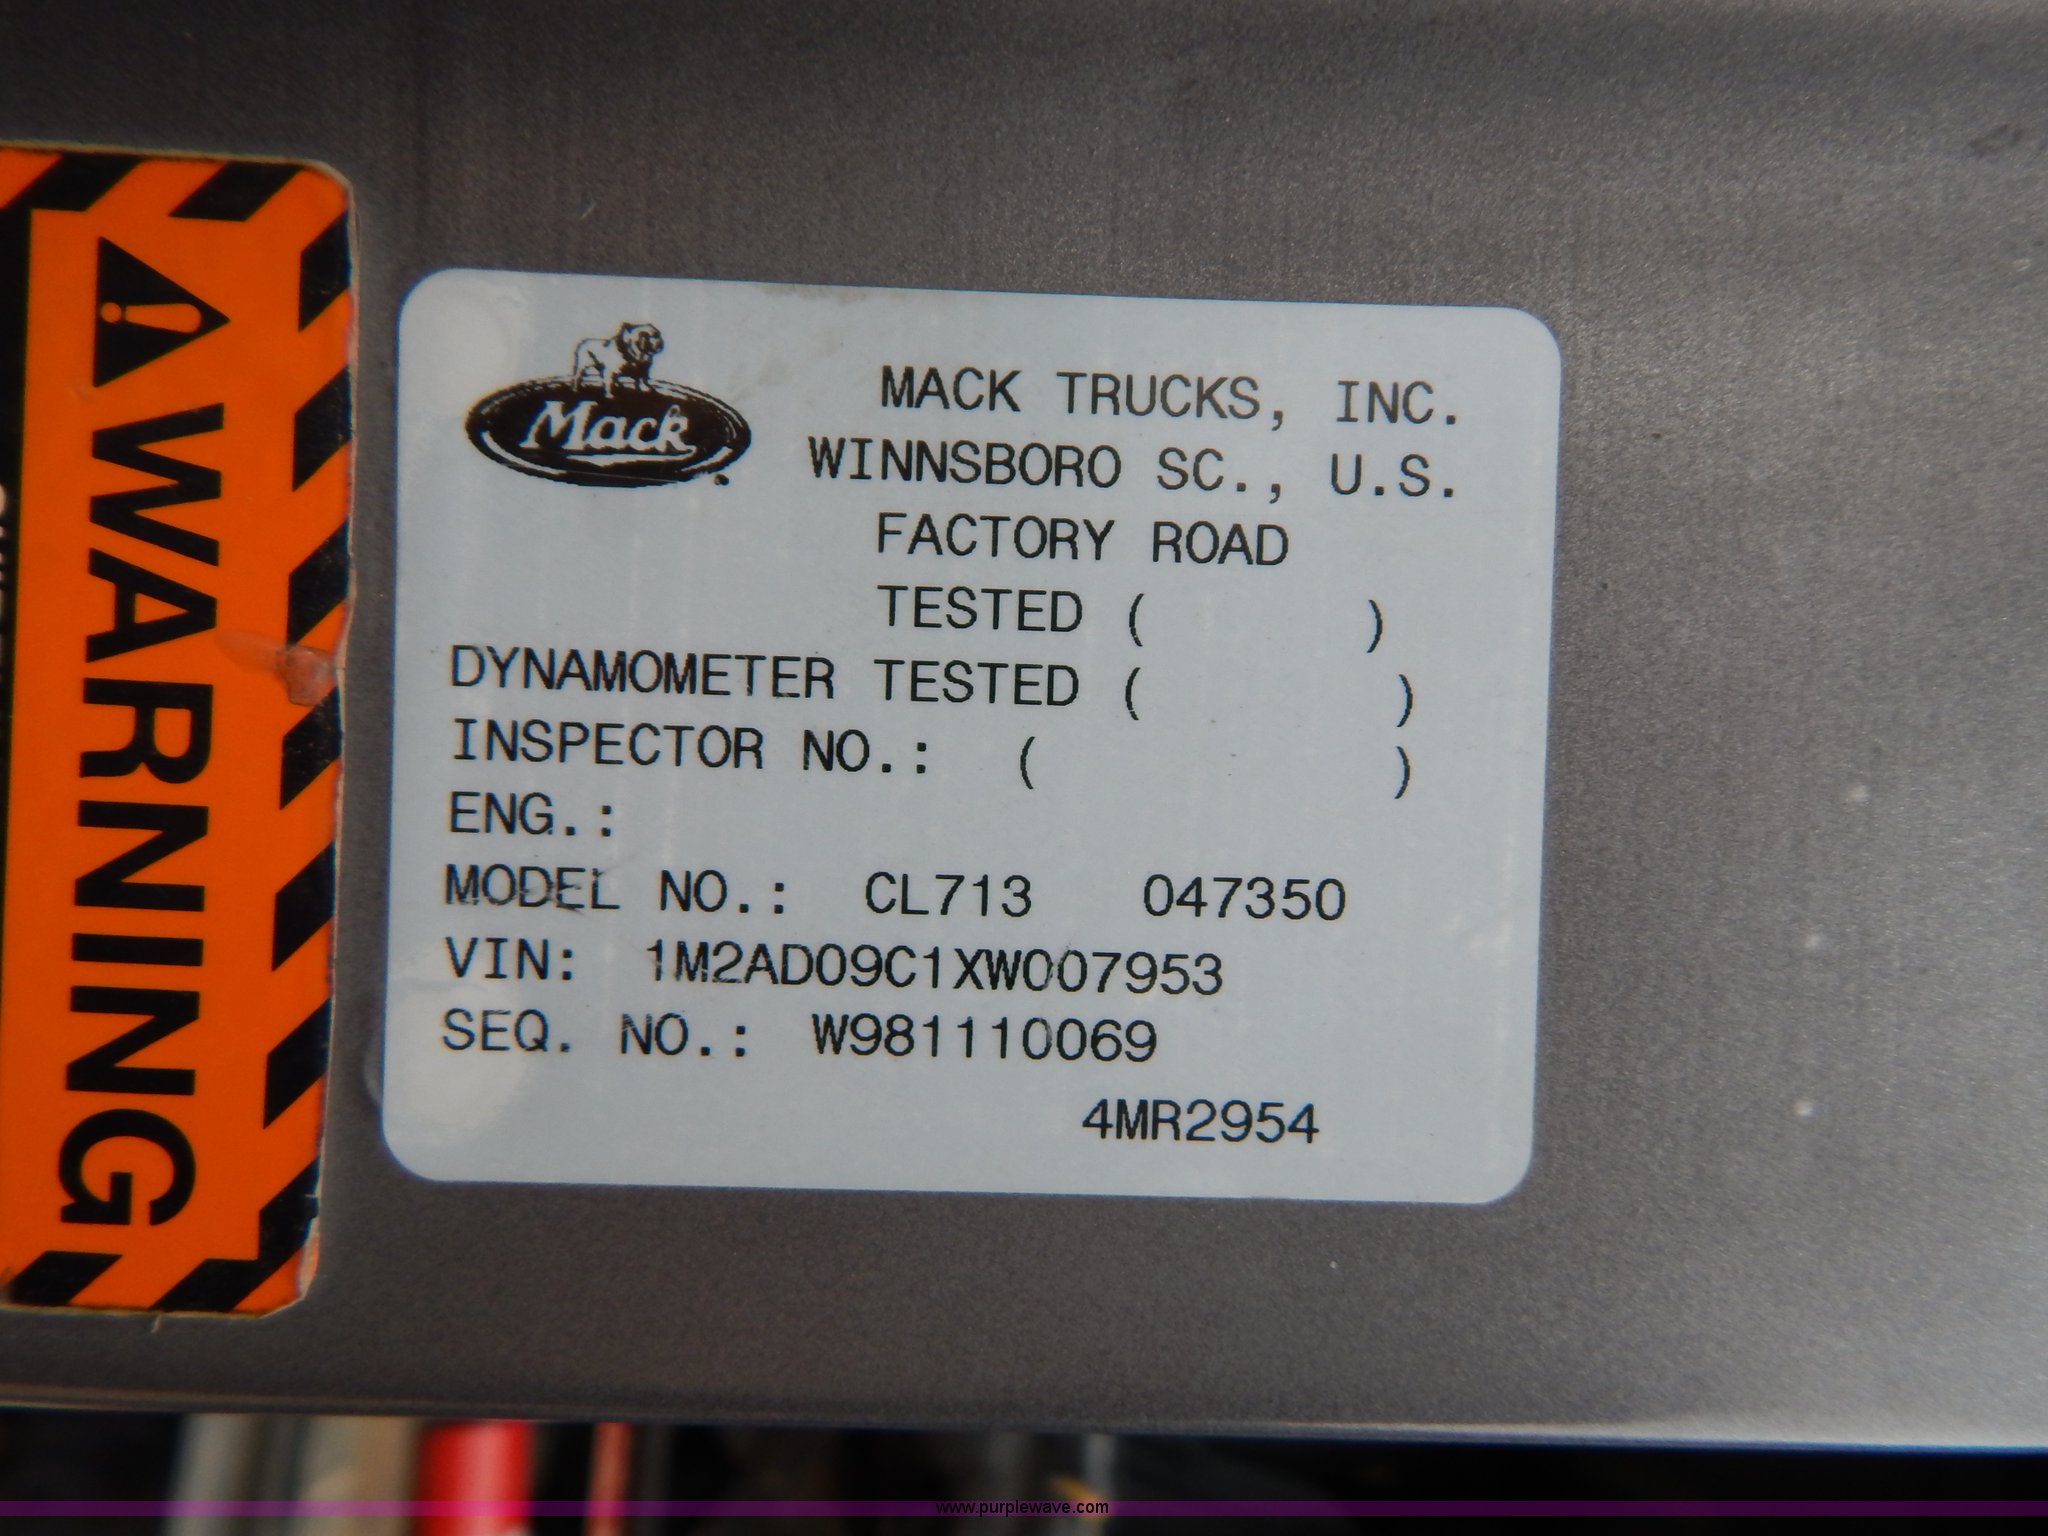 WARNING
Mack
MACK TRUCKS, INC.
WINNSBORO SC., U.S.
FACTORY ROAD
TESTED ( )
DYNAMOMETER TESTED ( )
INSPECTOR NO.: ( )
ENG.:
MODEL NO.: CL713 047350
VIN: 1M2AD09C1XW007953
SEQ. NO.: W981110069
4MR2954
www.purplewave.com